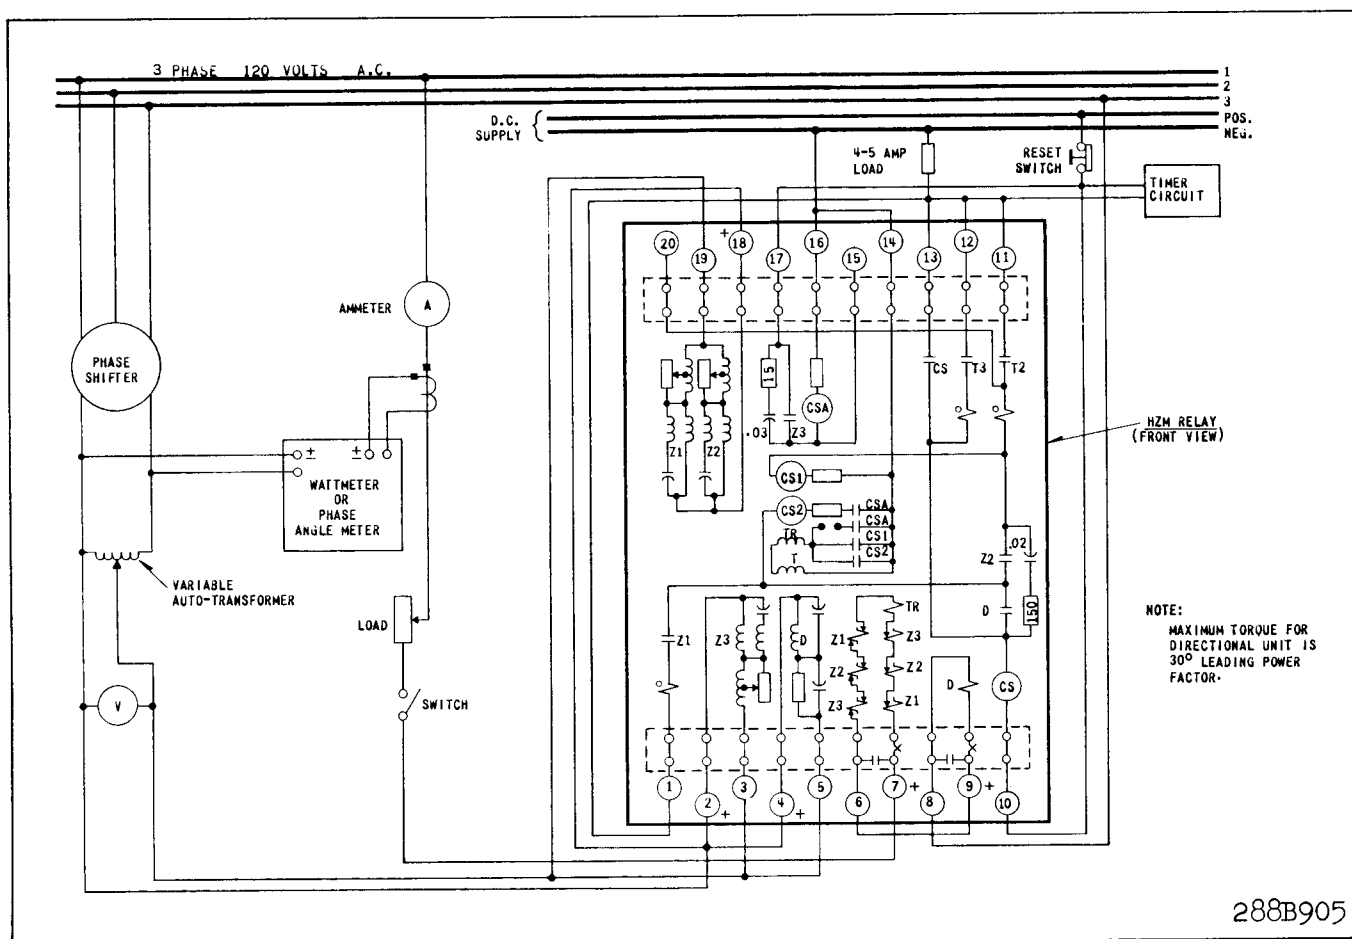 3 PHASE 120 VOLTS A.C.
1
2
3
D.C.
SUPPLY
POS.
NEG.
4-5 AMP
LOAD
RESET
SWITCH
TIMER
CIRCUIT
20
19
+ 18
17
16
15
14
13
12
11
AMMETER
A
PHASE
SHIFTER
15
.03
Z3
CSA
CS
T3
T2
Z1
Z2
HZM RELAY
(FRONT VIEW)
± ±
WATTMETER
OR
PHASE
ANGLE METER
CS1
CS2
CSA
CSA
CS1
CS2
TR
T
.02
Z2
150
D
VARIABLE
AUTO-TRANSFORMER
LOAD
SWITCH
V
Z1
Z3
D
TR
Z1
Z3
Z2
Z2
Z3
Z1
D
CS
NOTE:
MAXIMUM TORQUE FOR
DIRECTIONAL UNIT IS
30° LEADING POWER
FACTOR.
1
2 +
3
4 +
5
6
7 +
8
9 +
10
288B905